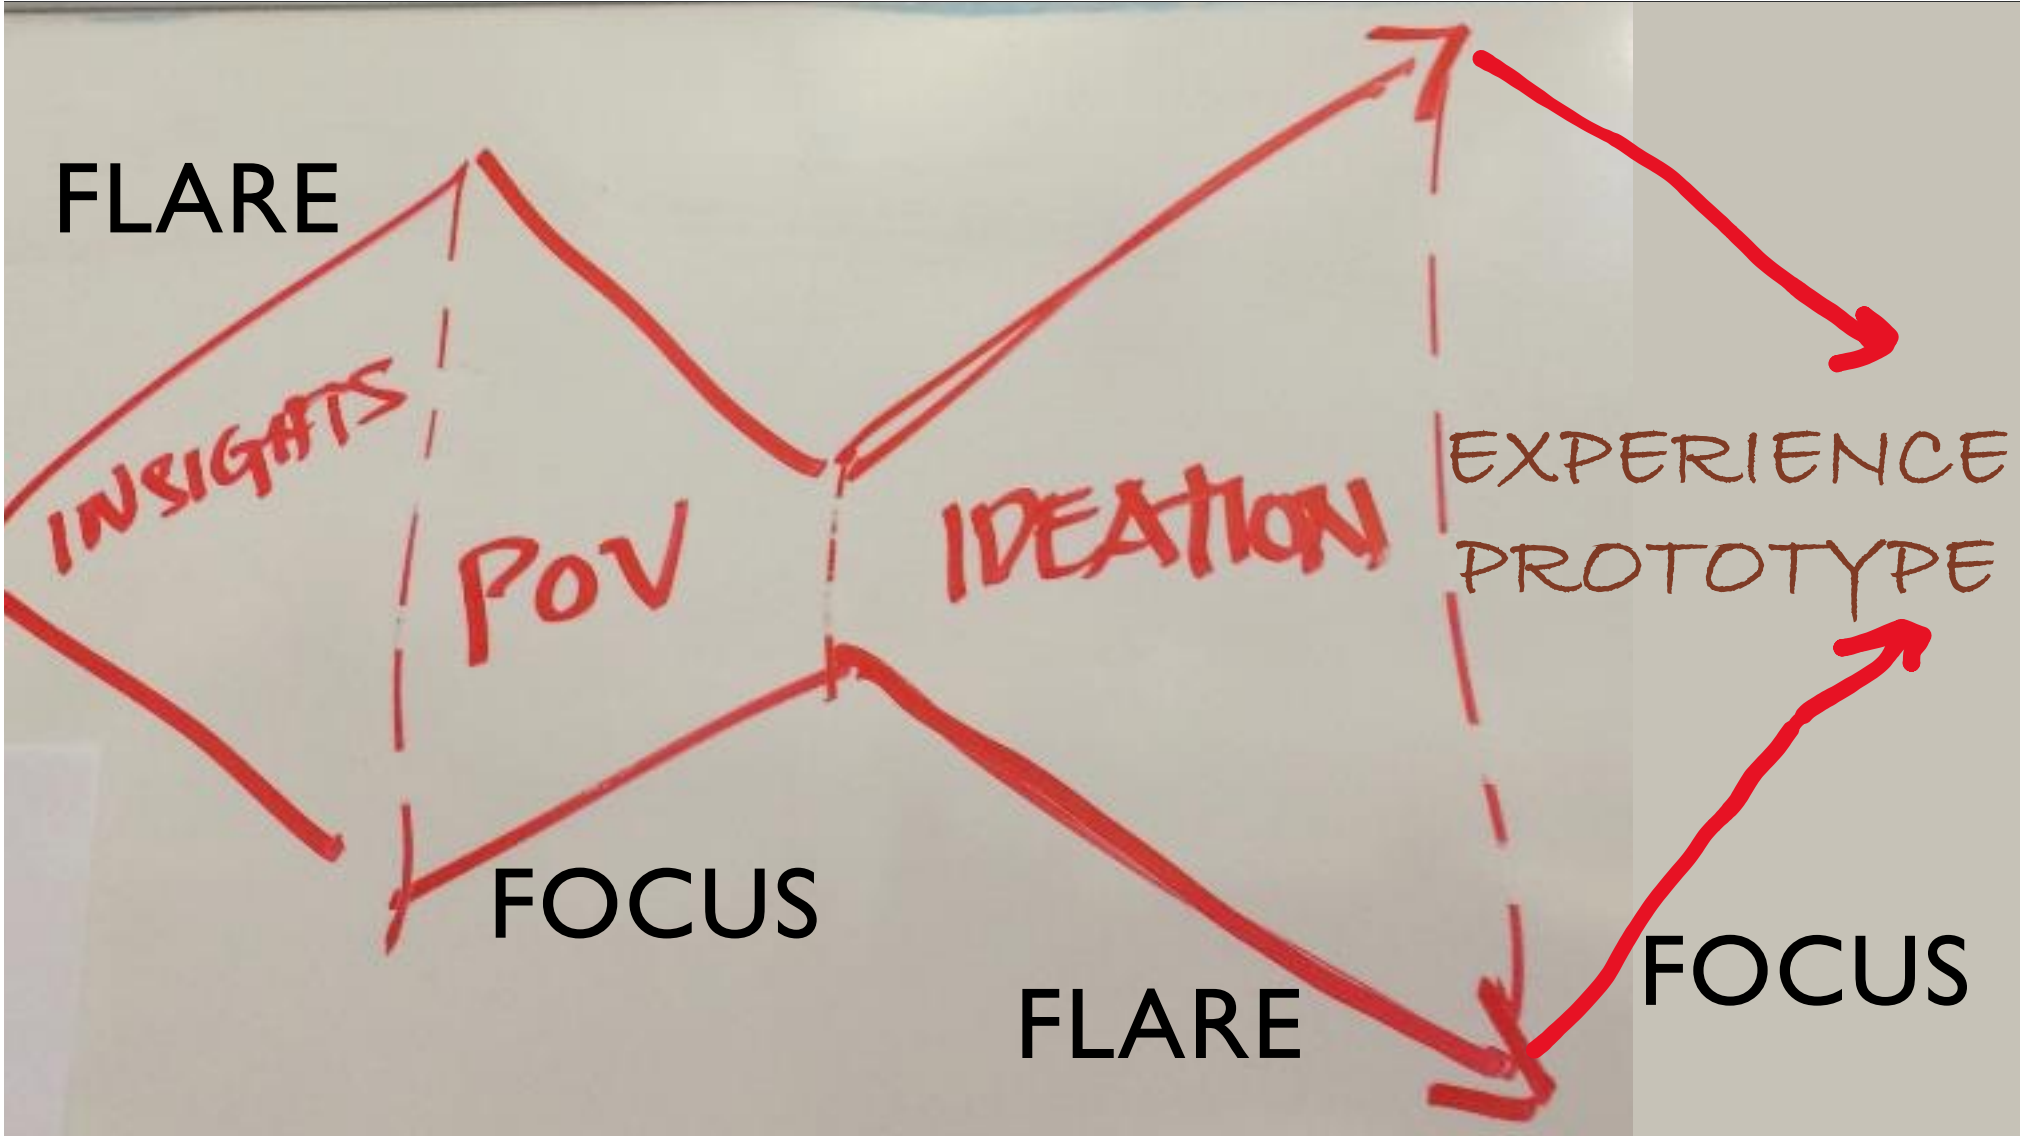 FLARE
INSIGHTS
POV
IDEATION
EXPERIENCE
PROTOTYPE
FOCUS
FLARE
FOCUS